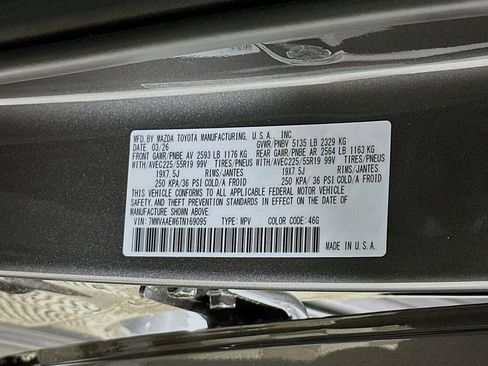 MFD. BY MAZDA TOYOTA MANUFACTURING, U.S.A., INC.
DATE: 03/26 GVWR/PNBV 5135 LB 2329 KG
FRONT GAWR/PNBE AV 2593 LB 1176 KG REAR GAWR/PNBE AR 2564 LB 1163 KG
WITH/AVEC225/55R19 99V TIRES/PNEUS WITH/AVEC225/55R19 99V TIRES/PNEUS
19X7.5J RIMS/JANTES 19X7.5J RIMS/JANTES
250 KPA/36 PSI COLD/A FROID 250 KPA/36 PSI COLD/A FROID
THIS VEHICLE CONFORMS TO ALL APPLICABLE FEDERAL MOTOR VEHICLE
SAFETY, AND THEFT PREVENTION STANDARDS IN EFFECT ON THE DATE OF
MANUFACTURE SHOWN ABOVE.
VIN: 7MMVAAEW6TN169095 TYPE: MPV COLOR CODE: 46G
MADE IN U.S.A.